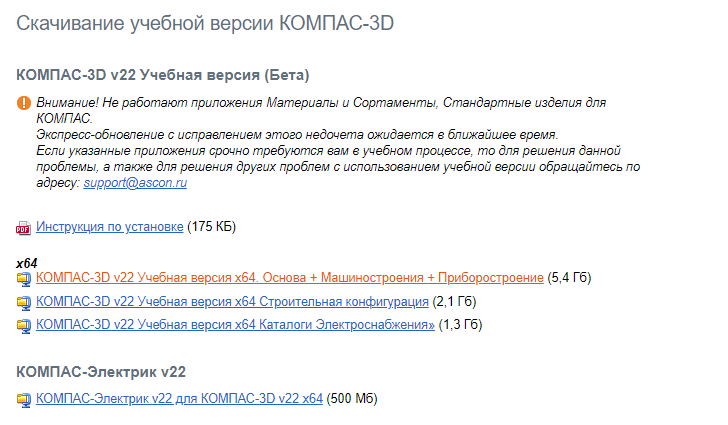 Скачивание учебной версии КОМПАС-3D
КОМПАС-3D v22 Учебная версия (Бета)
Внимание! Не работают приложения Материалы и Сортаменты, Стандартные изделия для
КОМПАС.
Экспресс-обновление с исправлением этого недочета ожидается в ближайшее время.
Если указанные приложения срочно требуются вам в учебном процессе, то для решения данной
проблемы, а также для решения других проблем с использованием учебной версии обращайтесь по
адресу: support@ascon.ru
PDF Инструкция по установке (175 КБ)
x64
КОМПАС-3D v22 Учебная версия x64. Основа + Машиностроения + Приборостроение (5,4 Гб)
КОМПАС-3D v22 Учебная версия x64 Строительная конфигурация (2,1 Гб)
КОМПАС-3D v22 Учебная версия x64 Каталоги Электроснабжения» (1,3 Гб)
КОМПАС-Электрик v22
КОМПАС-Электрик v22 для КОМПАС-3D v22 x64 (500 Мб)